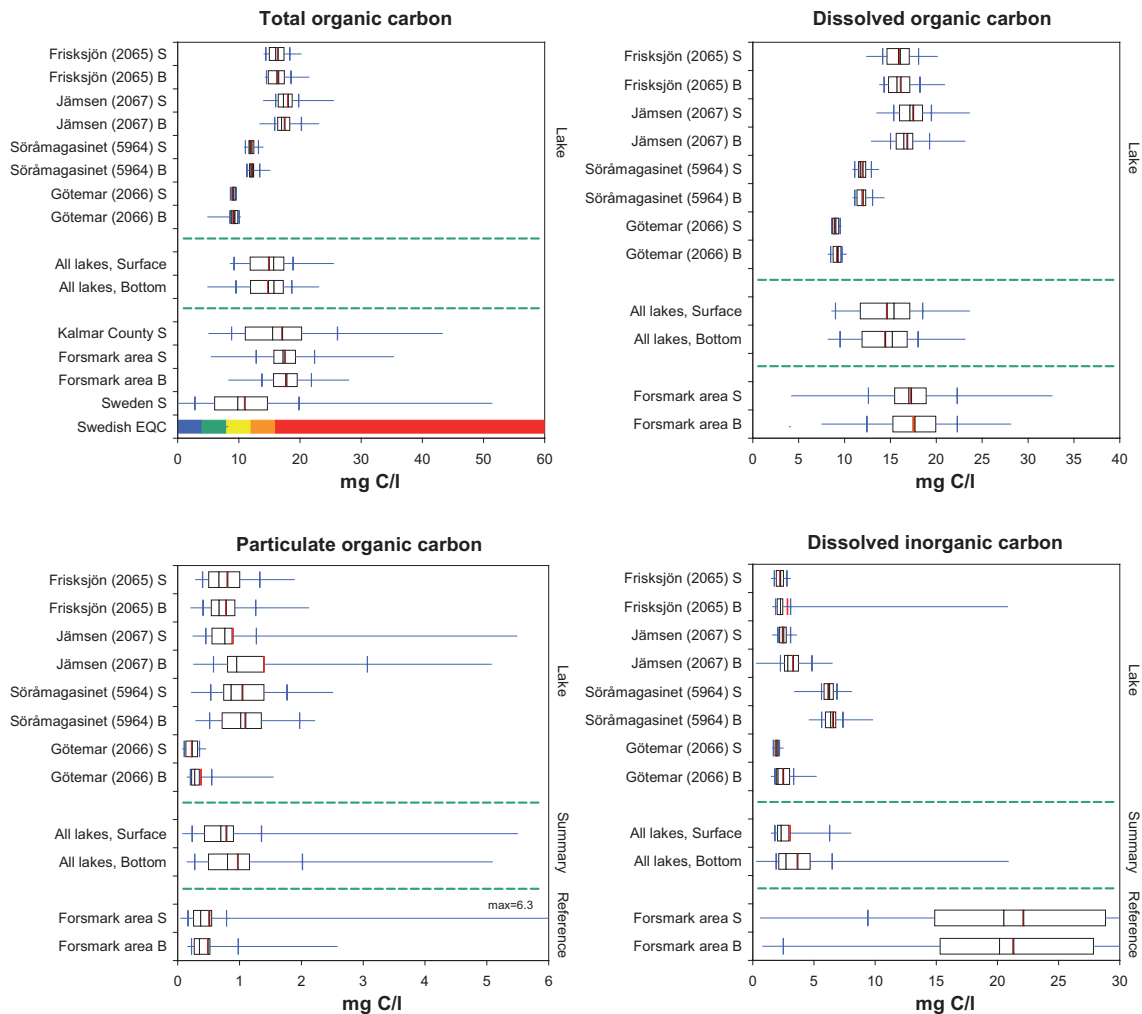 Total organic carbon
Frisksjön (2065) S
Frisksjön (2065) B
Jämsen (2067) S
Jämsen (2067) B
Söråmagasinet (5964) S
Söråmagasinet (5964) B
Götemar (2066) S
Götemar (2066) B
All lakes, Surface
All lakes, Bottom
Kalmar County S
Forsmark area S
Forsmark area B
Sweden S
Swedish EQC
Lake
0 10 20 30 40 50 60
mg C/l
Dissolved organic carbon
Frisksjön (2065) S
Frisksjön (2065) B
Jämsen (2067) S
Jämsen (2067) B
Söråmagasinet (5964) S
Söråmagasinet (5964) B
Götemar (2066) S
Götemar (2066) B
All lakes, Surface
All lakes, Bottom
Forsmark area S
Forsmark area B
Lake
0 5 10 15 20 25 30 35 40
mg C/l
Particulate organic carbon
Frisksjön (2065) S
Frisksjön (2065) B
Jämsen (2067) S
Jämsen (2067) B
Söråmagasinet (5964) S
Söråmagasinet (5964) B
Götemar (2066) S
Götemar (2066) B
All lakes, Surface
All lakes, Bottom
max=6.3
Forsmark area S
Forsmark area B
Lake
Summary
Reference
0 1 2 3 4 5 6
mg C/l
Dissolved inorganic carbon
Frisksjön (2065) S
Frisksjön (2065) B
Jämsen (2067) S
Jämsen (2067) B
Söråmagasinet (5964) S
Söråmagasinet (5964) B
Götemar (2066) S
Götemar (2066) B
All lakes, Surface
All lakes, Bottom
Forsmark area S
Forsmark area B
Lake
Summary
Reference
0 5 10 15 20 25 30
mg C/l